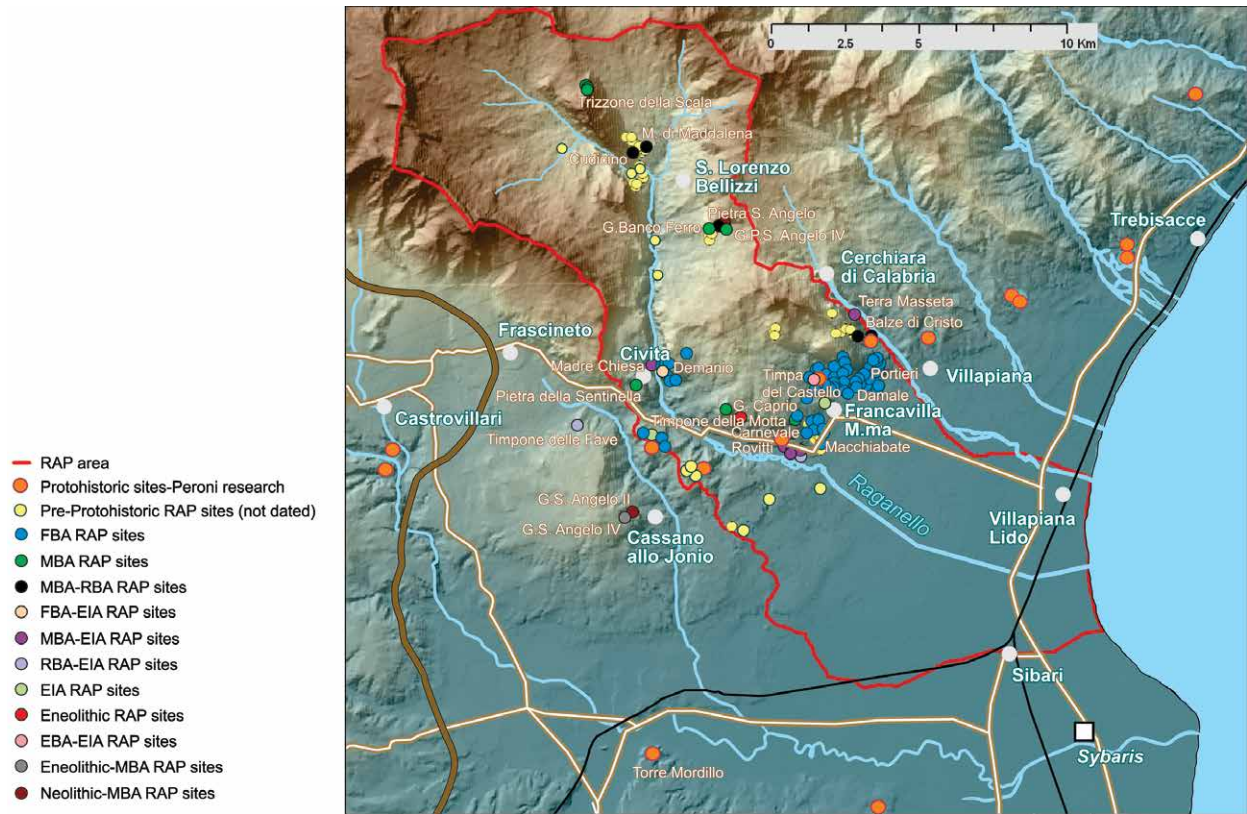 0 2.5 5 10 Km
Trizzone della Scala
M. di Maddalena
Cudicino
S. Lorenzo
Bellizzi
Pietra S. Angelo
G.Banco Ferro
G.P.S. Angelo IV
Trebisacce
Cerchiara
di Calabria
Terra Masseta
Balze di Cristo
Frascineto
Civita
Madre Chiesa
Demanio
Pietra della Sentinella
Timpa
del Castello
Portieri
Damale
Villapiana
Castrovillari
G. Caprio
Francavilla
M.ma
Timpone della Motta
Carnevale
Rovitti
Macchiabate
Timpone delle Fave
Raganello
G.S. Angelo II
G.S. Angelo IV
Cassano
allo Jonio
Villapiana
Lido
Sibari
Sybaris
Torre Mordillo
RAP area
Protohistoric sites-Peroni research
Pre-Protohistoric RAP sites (not dated)
FBA RAP sites
MBA RAP sites
MBA-RBA RAP sites
FBA-EIA RAP sites
MBA-EIA RAP sites
RBA-EIA RAP sites
EIA RAP sites
Eneolithic RAP sites
EBA-EIA RAP sites
Eneolithic-MBA RAP sites
Neolithic-MBA RAP sites